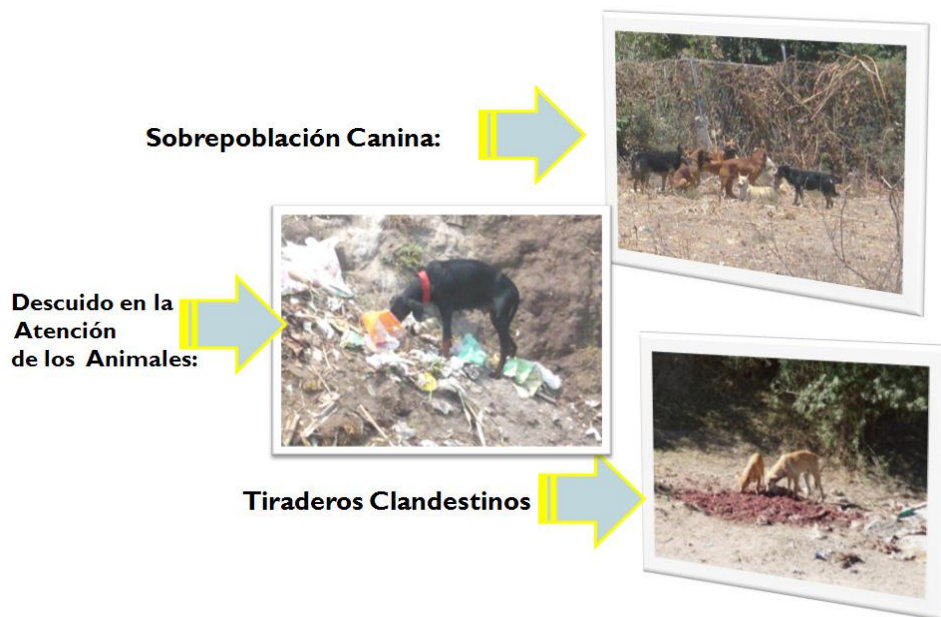 Sobrepoblación Canina:
Descuido en la
Atención
de los Animales:
Tiraderos Clandestinos